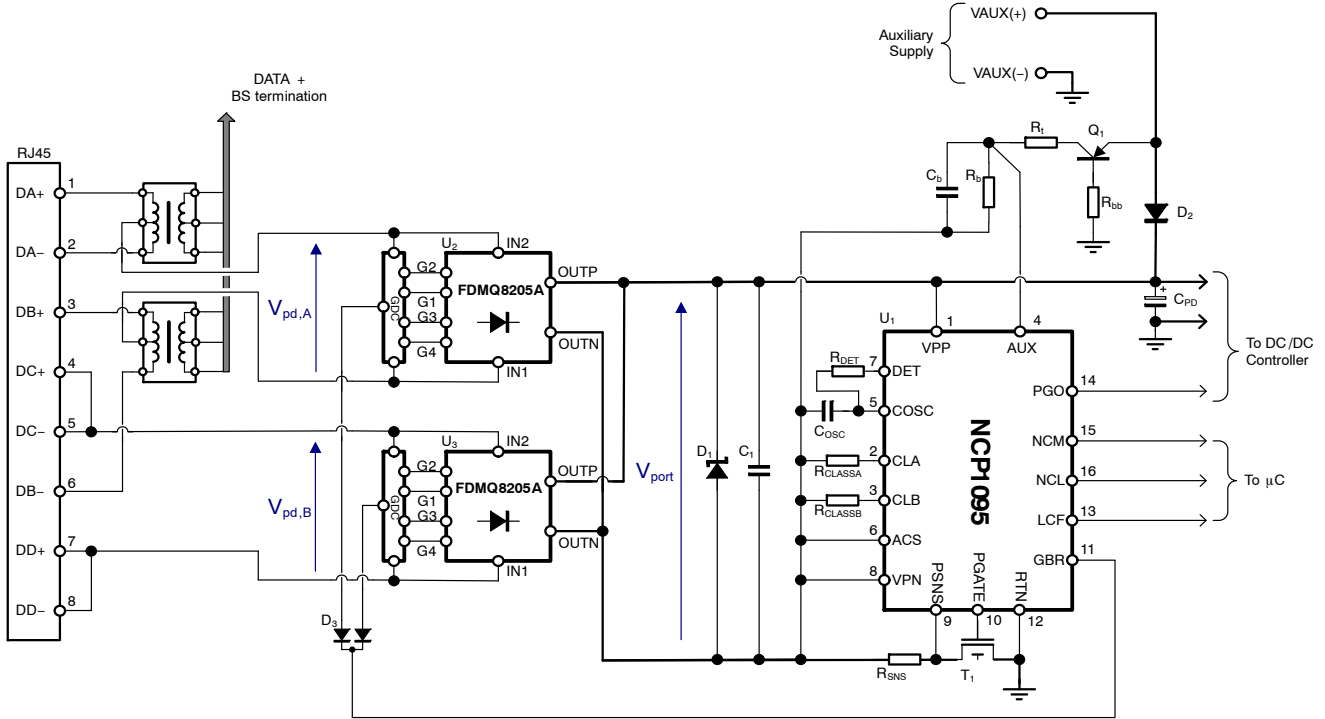 VAUX(+)
Auxiliary
Supply
VAUX(−)
DATA +
BS termination
RJ45
DA+
1
DA−
2
DB+
3
DC+
4
DC−
5
DB−
6
DD+
7
DD−
8
Vpd,A
Vpd,B
GDC
G2
G1
G3
G4
U2
IN2
FDMQ8205A
OUTP
OUTN
IN1
GDC
G2
G1
G3
G4
U3
IN2
FDMQ8205A
OUTP
OUTN
IN1
D3
Vport
D1
C1
Cb
Rb
Rt
Q1
Rbb
D2
CPD
+
To DC/DC
Controller
U1
1
VPP
4
AUX
RDET
7
DET
5
COSC
COSC
2
CLA
RCLASSA
3
CLB
RCLASSB
6
ACS
8
VPN
NCP1095
PGO
14
NCM
15
NCL
16
LCF
13
GBR
11
To μC
PSNS
PGATE
RTN
9
10
12
RSNS
T1